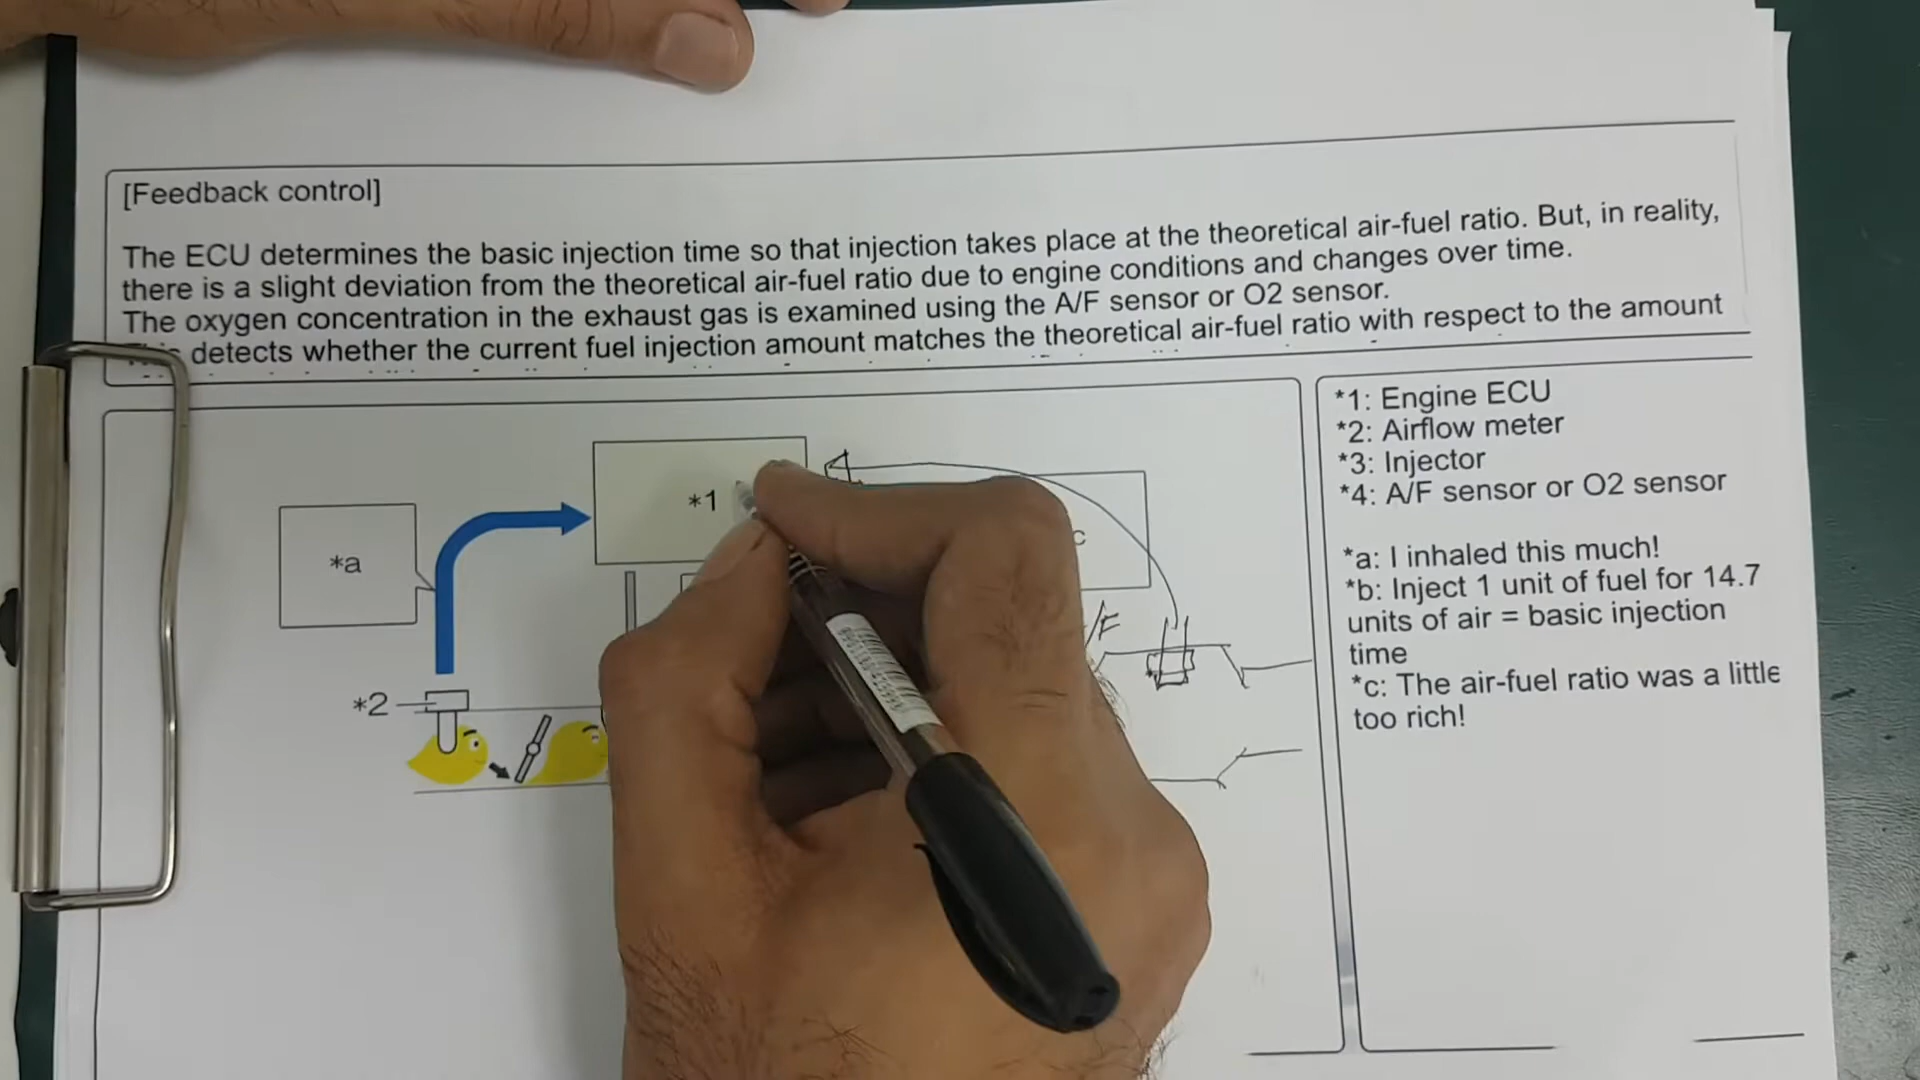 [Feedback control]
The ECU determines the basic injection time so that injection takes place at the theoretical air-fuel ratio. But, in reality,
there is a slight deviation from the theoretical air-fuel ratio due to engine conditions and changes over time.
The oxygen concentration in the exhaust gas is examined using the A/F sensor or O2 sensor.
detects whether the current fuel injection amount matches the theoretical air-fuel ratio with respect to the amount
*1
*a
c
/F
*2
*1: Engine ECU
*2: Airflow meter
*3: Injector
*4: A/F sensor or O2 sensor
*a: I inhaled this much!
*b: Inject 1 unit of fuel for 14.7
units of air = basic injection
time
*c: The air-fuel ratio was a little
too rich!